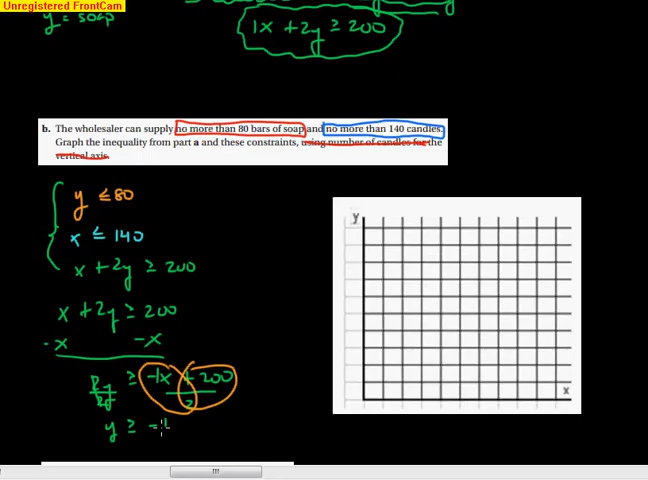 Unregistered FrontCam
y = soap
1x + 2y ≥ 200
b. The wholesaler can supply no more than 80 bars of soap and no more than 140 candles.
Graph the inequality from part a and these constraints, using number of candles for the
vertical axis.
y ≤ 80
x ≤ 140
x + 2y ≥ 200
x + 2y ≥ 200
-x -x
2y ≥ -1x + 200
2
y ≥ -1
y
x